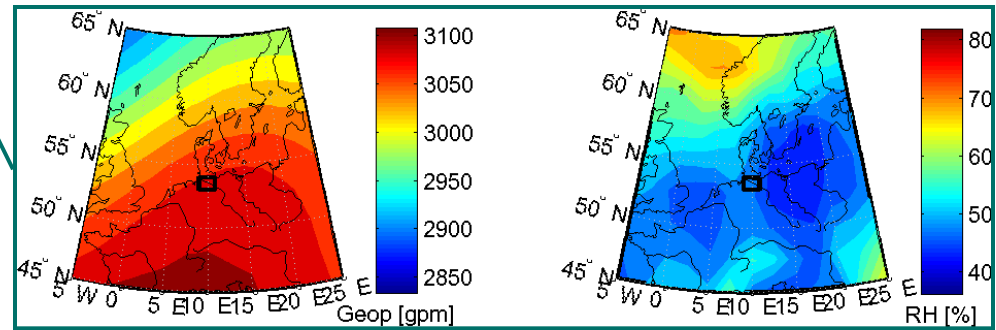 65° N
60° N
55° N
50° N
45° N
5 W 0 5 E10 E15 E20 E25 E
3100
3050
3000
2950
2900
2850
Geop [gpm]
65° N
60° N
55° N
50° N
45° N
5 W 0 5 E10 E15 E20 E25 E
80
70
60
50
40
RH [%]